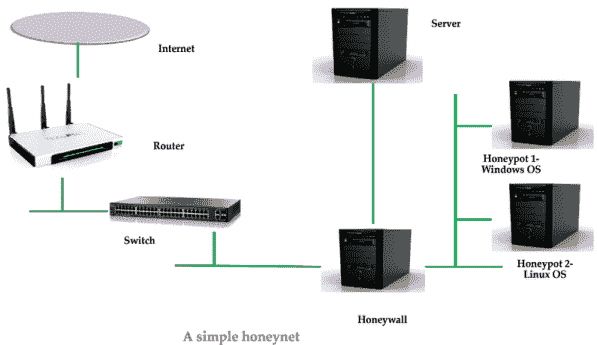 Internet
Server
Router
Honeypot 1-
Windows OS
Switch
Honeypot 2-
Linux OS
Honeywall
A simple honeynet